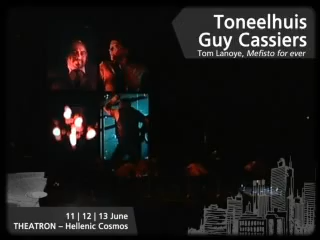 Toneelhuis
Guy Cassiers
Tom Lanoye, Mefisto for ever
11 | 12 | 13 June
THEATRON – Hellenic Cosmos